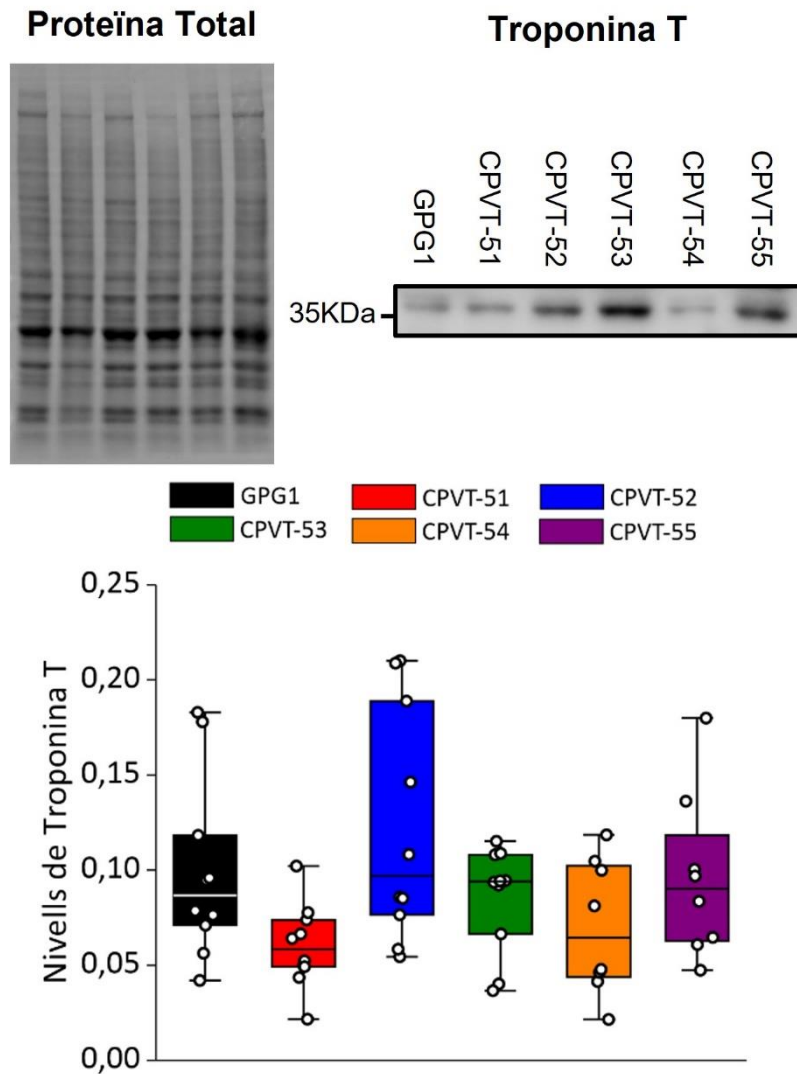 Proteïna Total
Troponina T
GPG1
CPVT-51
CPVT-52
CPVT-53
CPVT-54
CPVT-55
35KDa
GPG1
CPVT-51
CPVT-52
CPVT-53
CPVT-54
CPVT-55
Nivells de Troponina T
0,25
0,20
0,15
0,10
0,05
0,00